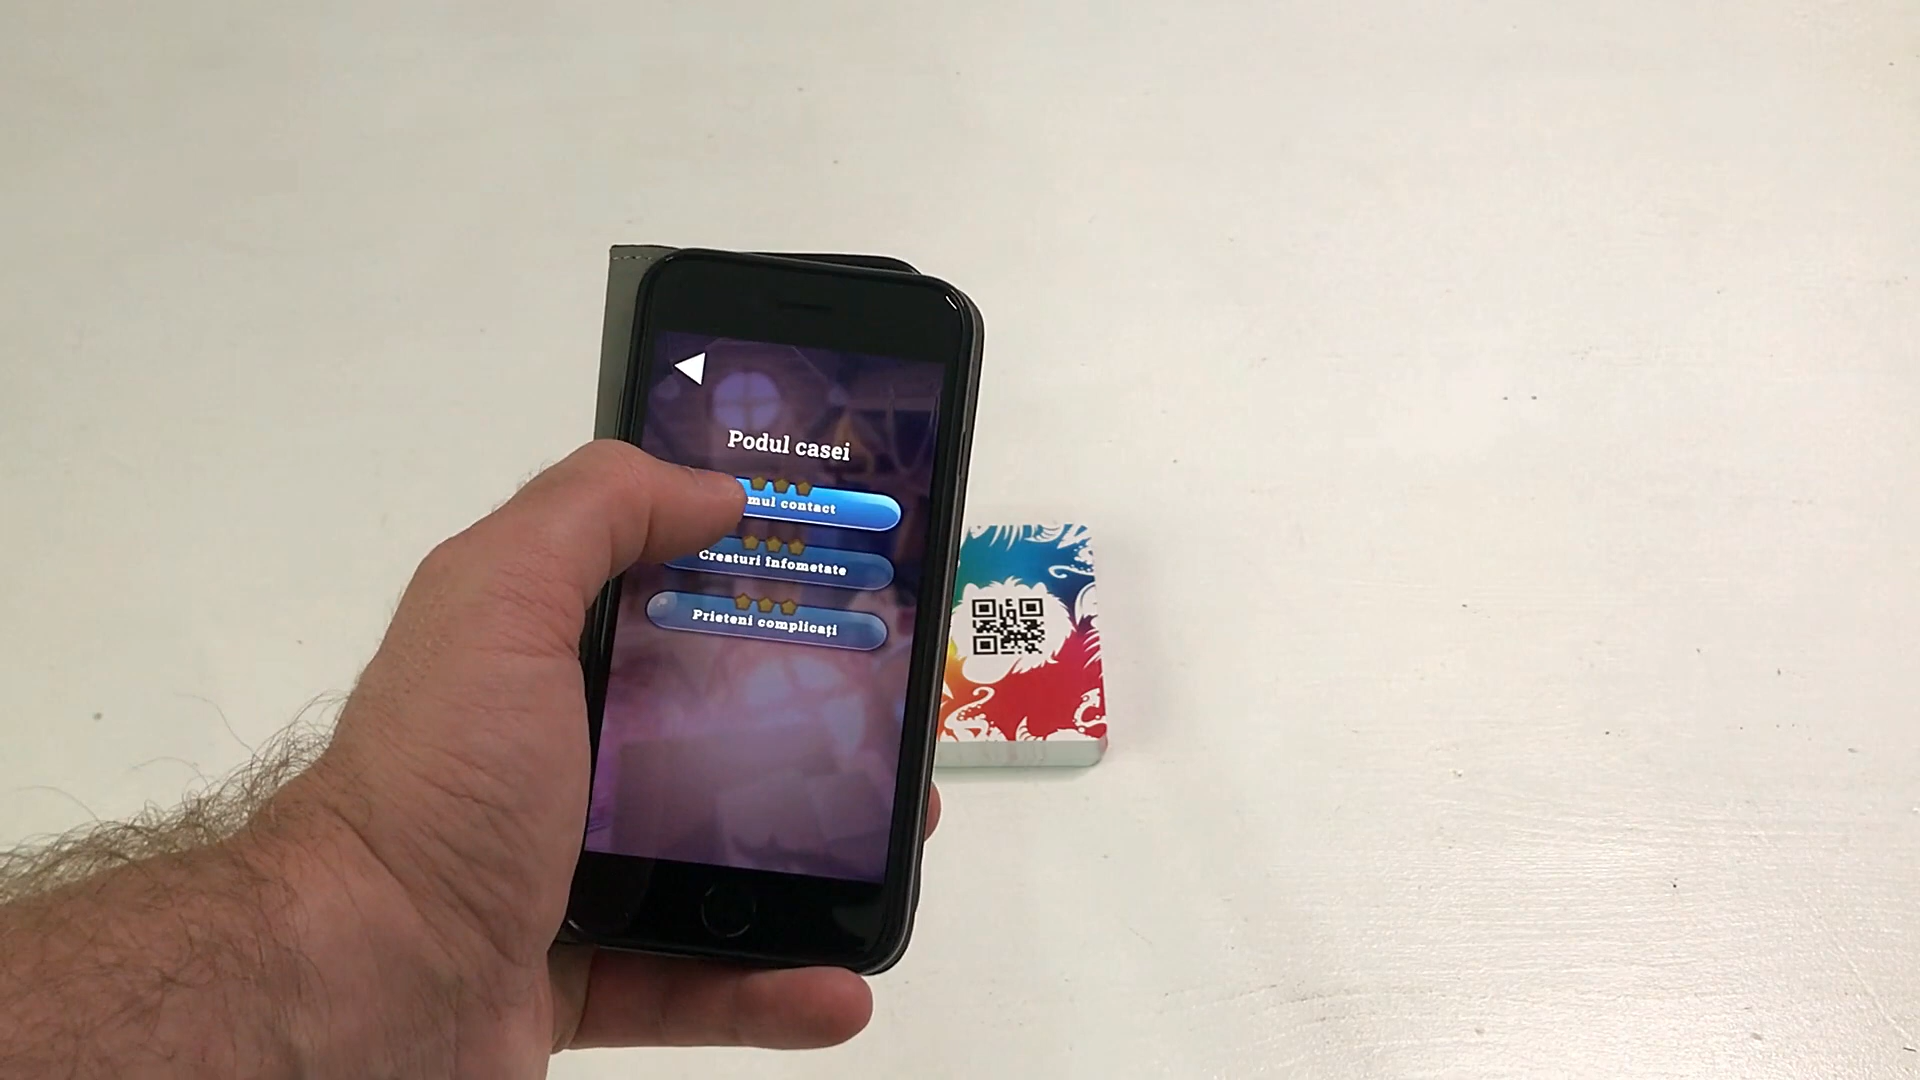 Podul casei
mul contact
Creaturi înfometate
Prieteni complicați